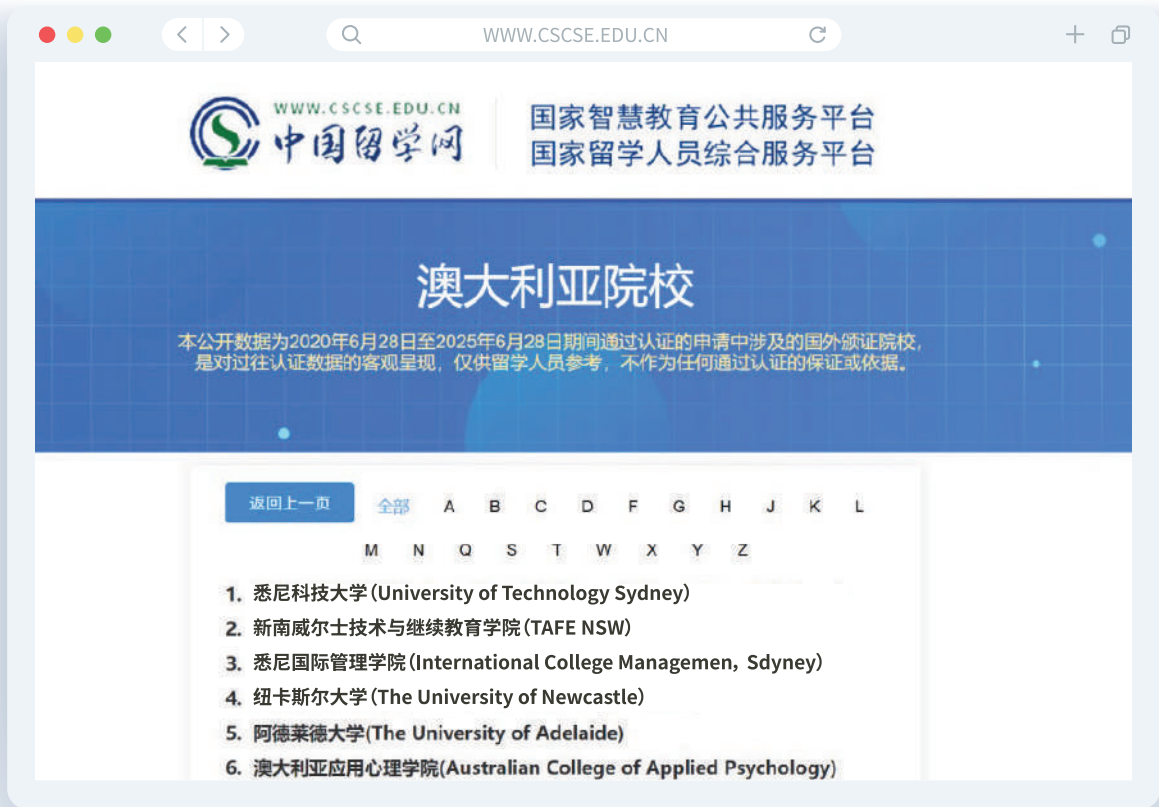 WWW.CSCSE.EDU.CN
WWW.CSCSE.EDU.CN
中国留学网
国家智慧教育公共服务平台
国家留学人员综合服务平台
澳大利亚院校
本公开数据为2020年6月28日至2025年6月28日期间通过认证的申请中涉及的国外颁证院校,
是对过往认证数据的客观呈现，仅供留学人员参考，不作为任何通过认证的保证或依据。
返回上一页 全部 A B C D F G H J K L
M N Q S T W X Y Z
1. 悉尼科技大学（University of Technology Sydney）
2. 新南威尔士技术与继续教育学院（TAFE NSW）
3. 悉尼国际管理学院（International College Managemen，Sdyney）
4. 纽卡斯尔大学（The University of Newcastle）
5. 阿德莱德大学(The University of Adelaide)
6. 澳大利亚应用心理学院(Australian College of Applied Psychology)